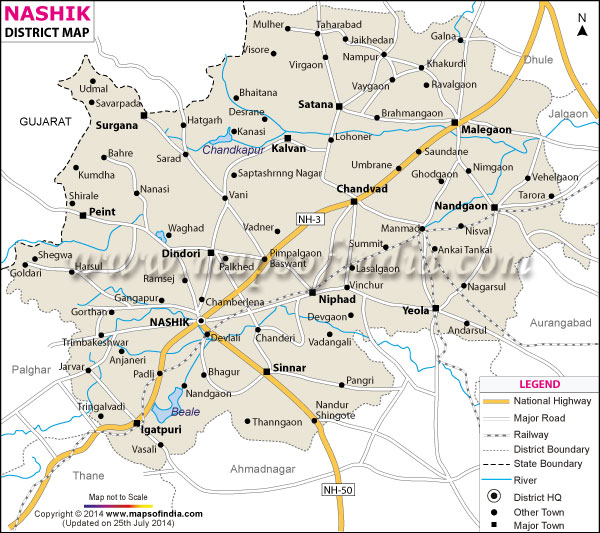 NASHIK
DISTRICT MAP
N
Mulher
Taharabad
Jaikhedan
Galna
Visore
Virgaon
Nampur
Khakurdi
Dhule
Udmal
Vaygaon
Ravalgaon
Savarpada
Bhaitana
Satana
GUJARAT
Surgana
Hatgarh
Desrane
Brahmangaon
Jalgaon
Kanasi
Malegaon
Chandkapur
Kalvan
Lohoner
Bahre
Sarad
Saundane
Kumdha
Saptashrnng Nagar
Umbrane
Nimgaon
Ghodgaon
Vehelgaon
Shirale
Nanasi
Vani
Chandvad
Tarora
Peint
Nandgaon
NH-3
Waghad
Vadner
Manmad
Nisval
Shegwa
Dindori
Summit
Ankai Tankai
Goldari
Harsul
Palkhed
Pimpalgaon
Baswant
www.mapsofindia.com
Lasalgaon
Ramsej
Vinchur
Nagarsul
Gangapur
Chamberlena
Niphad
Gorthan
Yeola
NASHIK
Devgaon
Aurangabad
Trimbakeshwar
Devlali
Chanderi
Vadangali
Andarsul
Anjaneri
Palghar
Jarvar
Padli
Bhagur
Sinnar
Pangri
Nandgaon
Tringalvadi
Beale
Nandur
Shingote
Igatpuri
Thanngaon
Vasali
Thane
Ahmadnagar
NH-50
LEGEND
National Highway
Major Road
Railway
District Boundary
State Boundary
River
District HQ
Other Town
Major Town
Map not to Scale
Copyright © 2014 www.mapsofindia.com
(Updated on 25th July 2014)